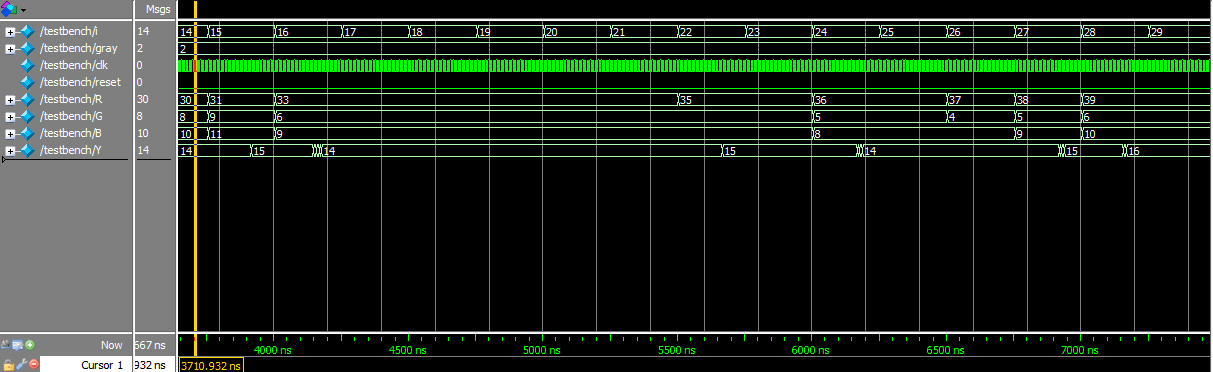 Msgs
/testbench/i 14 14 15 16 17 18 19 20 21 22 23 24 25 26 27 28 29
/testbench/gray 2 2
/testbench/clk 0
/testbench/reset 0
/testbench/R 30 30 31 33 35 36 37 38 39
/testbench/G 8 8 9 6 5 4 5 6
/testbench/B 10 10 11 9 8 9 10
/testbench/Y 14 14 15 14 15 14 15 16
Now 667 ns 4000 ns 4500 ns 5000 ns 5500 ns 6000 ns 6500 ns 7000 ns
Cursor 1 932 ns 3710.932 ns